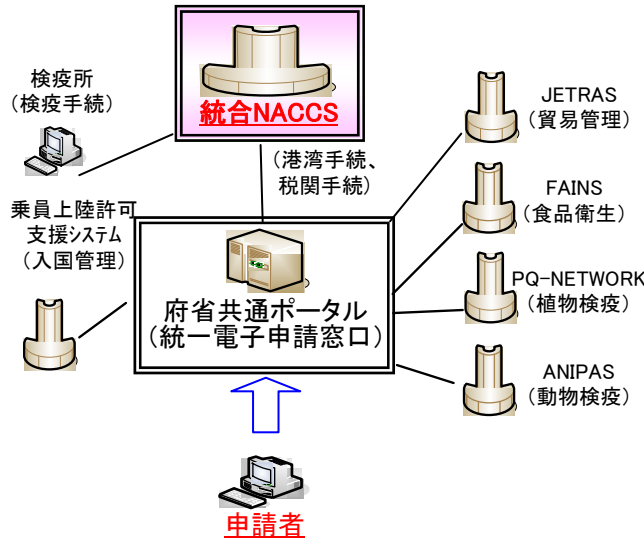 統合NACCS
検疫所
（検疫手続）
（港湾手続、
税関手続）
乗員上陸許可
支援ｼｽﾃﾑ
（入国管理）
JETRAS
（貿易管理）
FAINS
（食品衛生）
PQ-NETWORK
（植物検疫）
ANIPAS
（動物検疫）
府省共通ポータル
（統一電子申請窓口）
申請者